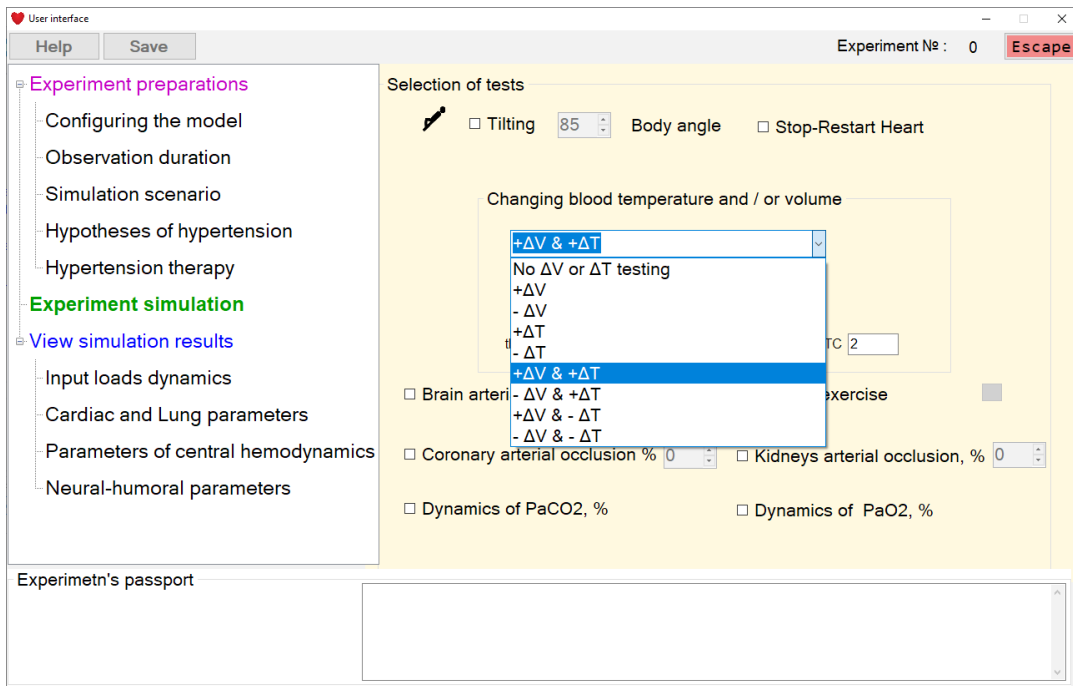 User interface
Help Save Experiment № : 0 Escape
Experiment preparations
Configuring the model
Observation duration
Simulation scenario
Hypotheses of hypertension
Hypertension therapy
Experiment simulation
View simulation results
Input loads dynamics
Cardiac and Lung parameters
Parameters of central hemodynamics
Neural-humoral parameters
Selection of tests
Tilting 85 Body angle Stop-Restart Heart
Changing blood temperature and / or volume
+ΔV & +ΔT
No ΔV or ΔT testing
+ΔV
- ΔV
+ΔT
- ΔT
+ΔV & +ΔT
- ΔV & +ΔT
+ΔV & - ΔT
- ΔV & - ΔT
TC 2
Brain arteri exercise
Coronary arterial occlusion % 0 Kidneys arterial occlusion, % 0
Dynamics of PaCO2, % Dynamics of PaO2, %
Experimetn's passport